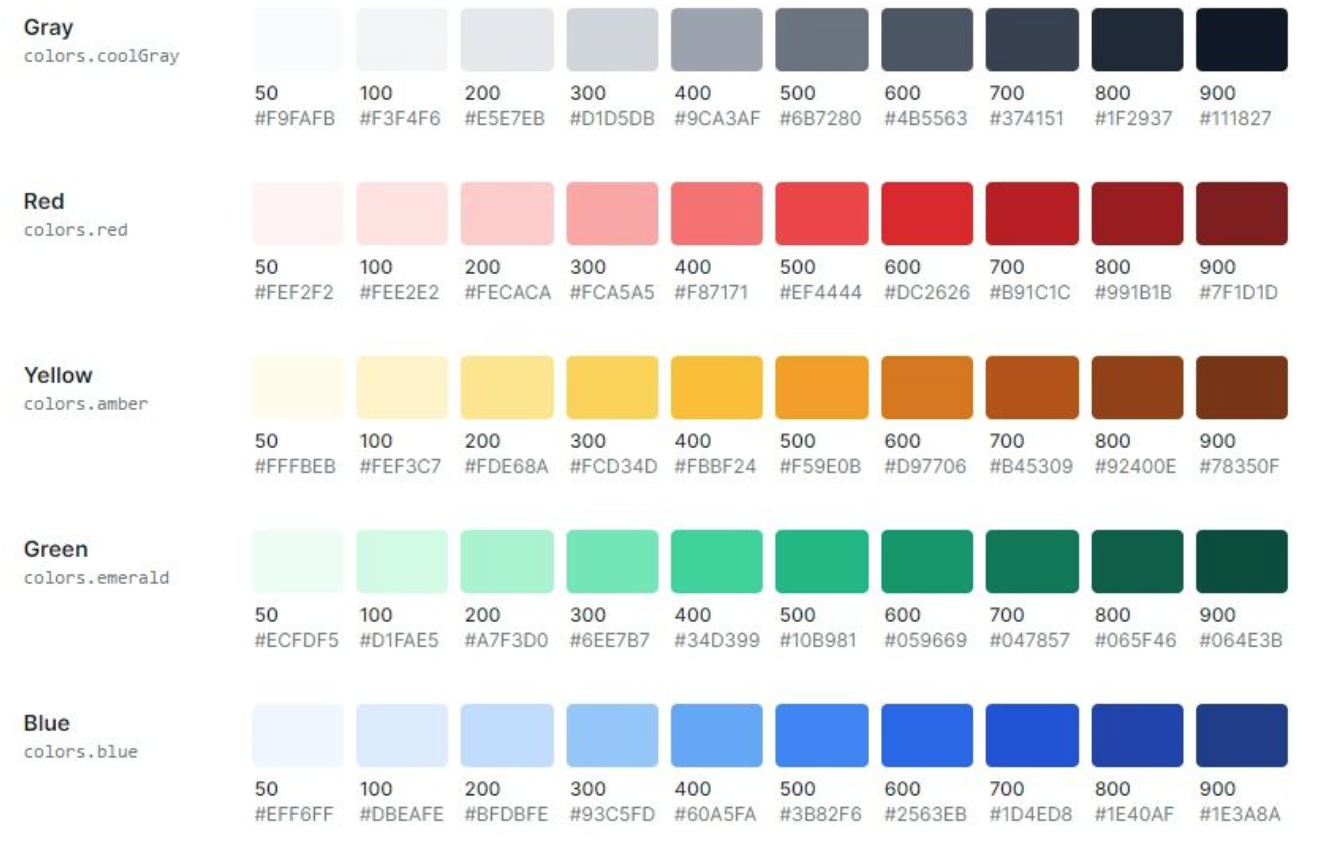 Gray
colors.coolGray
50 100 200 300 400 500 600 700 800 900
#F9FAFB #F3F4F6 #E5E7EB #D1D5DB #9CA3AF #6B7280 #4B5563 #374151 #1F2937 #111827
Red
colors.red
50 100 200 300 400 500 600 700 800 900
#FEF2F2 #FEE2E2 #FECACA #FCA5A5 #F87171 #EF4444 #DC2626 #B91C1C #991B1B #7F1D1D
Yellow
colors.amber
50 100 200 300 400 500 600 700 800 900
#FFFBEB #FEF3C7 #FDE68A #FCD34D #FBBF24 #F59E0B #D97706 #B45309 #92400E #78350F
Green
colors.emerald
50 100 200 300 400 500 600 700 800 900
#ECFDF5 #D1FAE5 #A7F3D0 #6EE7B7 #34D399 #10B981 #059669 #047857 #065F46 #064E3B
Blue
colors.blue
50 100 200 300 400 500 600 700 800 900
#EFF6FF #DBEAFE #BFDBFE #93C5FD #60A5FA #3B82F6 #2563EB #1D4ED8 #1E40AF #1E3A8A